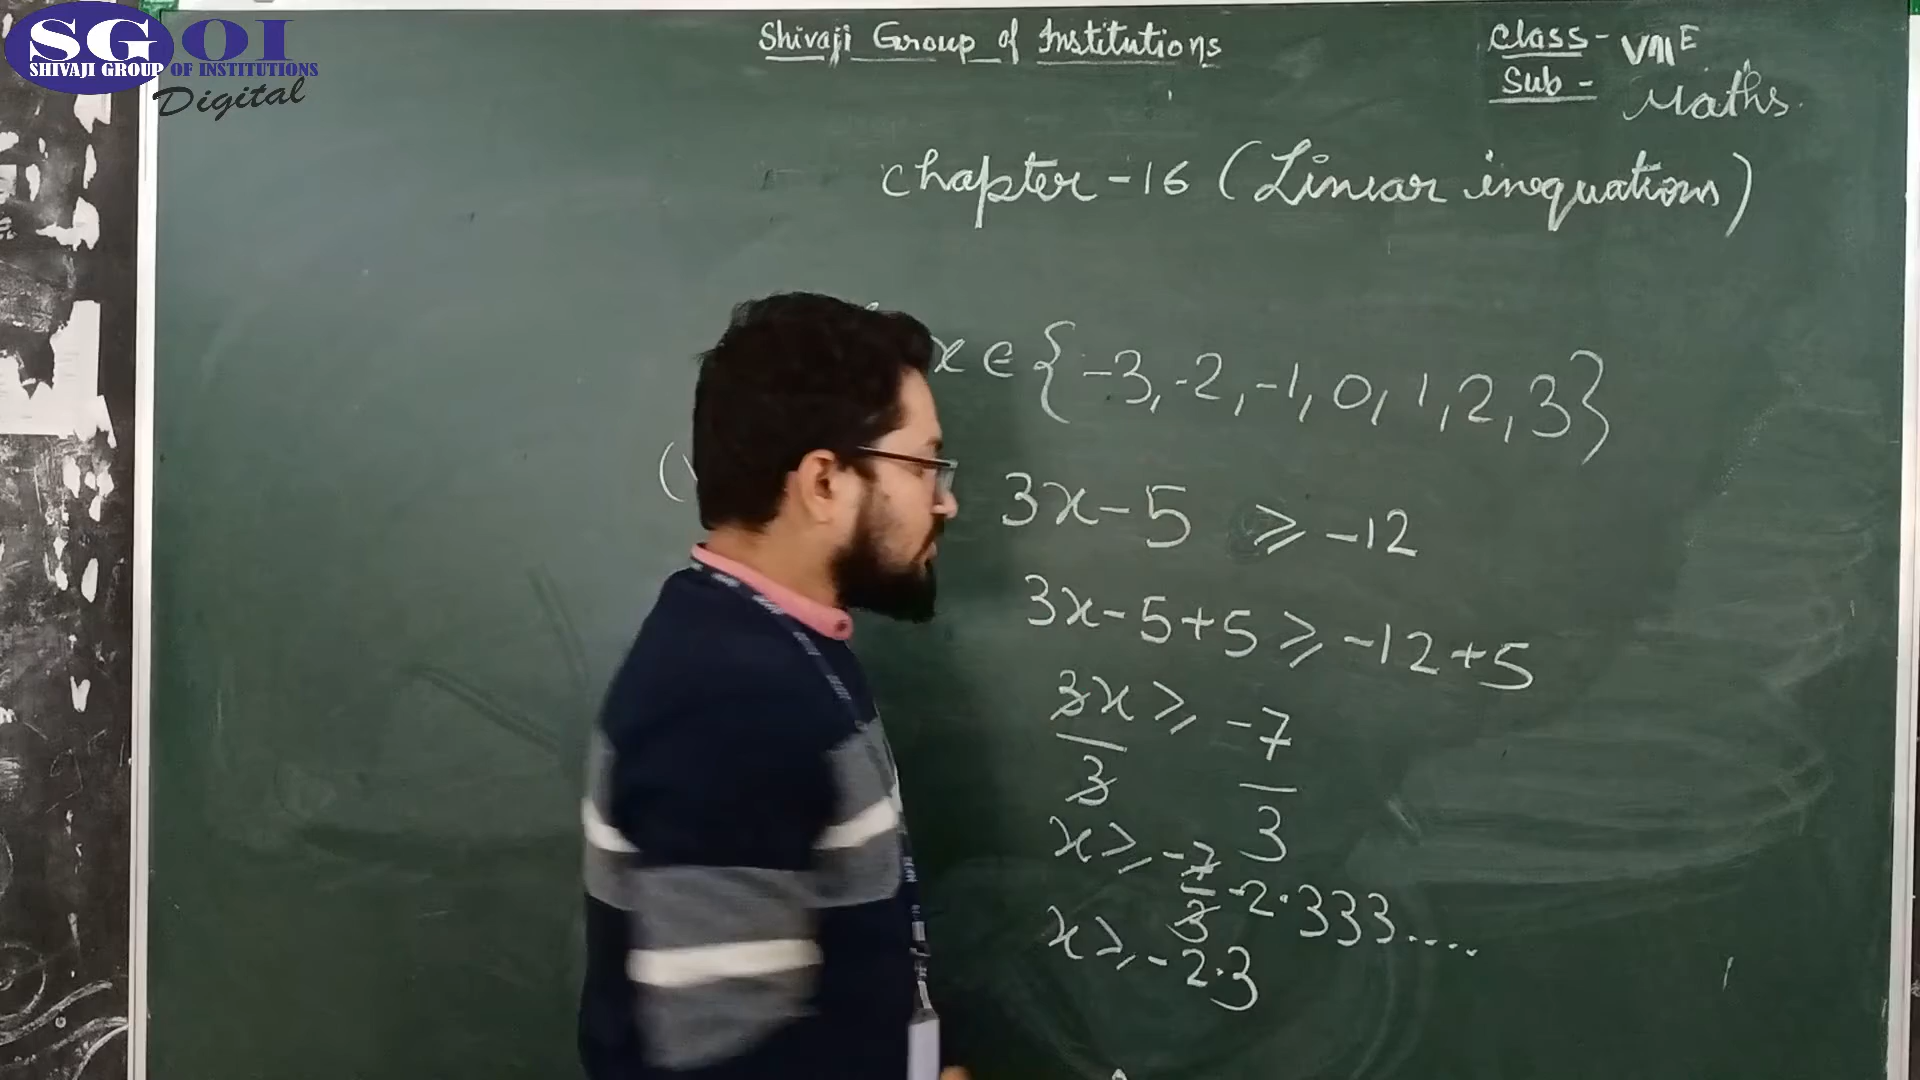 SGOI
SHIVAJI GROUP OF INSTITUTIONS
Digital
Shivaji Group of Institutions
Class - VIII E
Sub - Maths
Chapter - 16 (Linear inequations)
x ∈ {-3, -2, -1, 0, 1, 2, 3}
3x - 5 ≥ -12
3x - 5 + 5 ≥ -12 + 5
3x ≥ -7
3 3
x ≥ -7
3 -2.333....
x ≥ -2.3